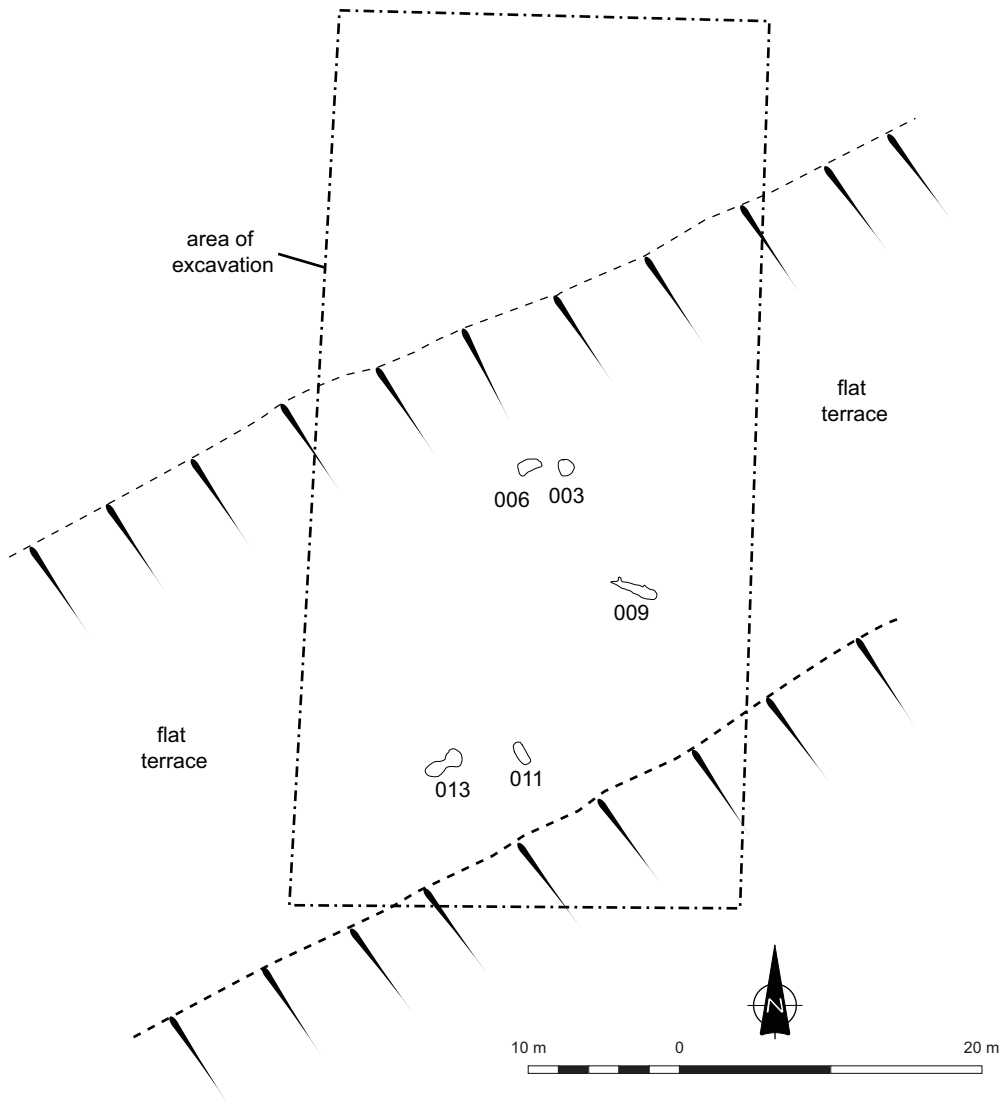 area of
excavation
flat
terrace
006
003
009
flat
terrace
013
011
N
10 m
0
20 m